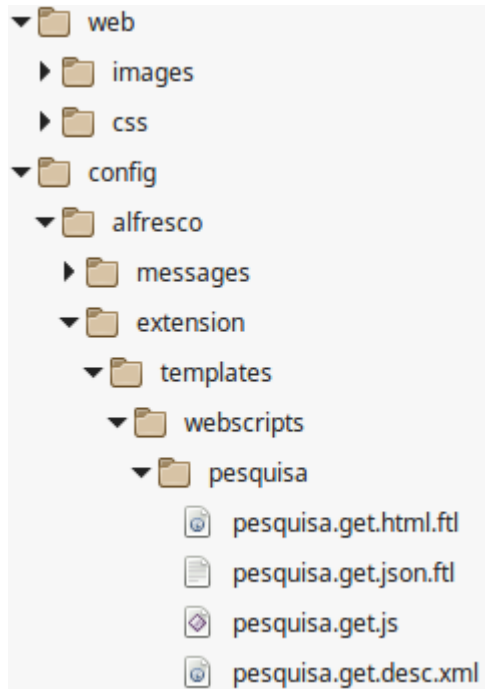 web
images
css
config
alfresco
messages
extension
templates
webscripts
pesquisa
pesquisa.get.html.ftl
pesquisa.get.json.ftl
pesquisa.get.js
pesquisa.get.desc.xml